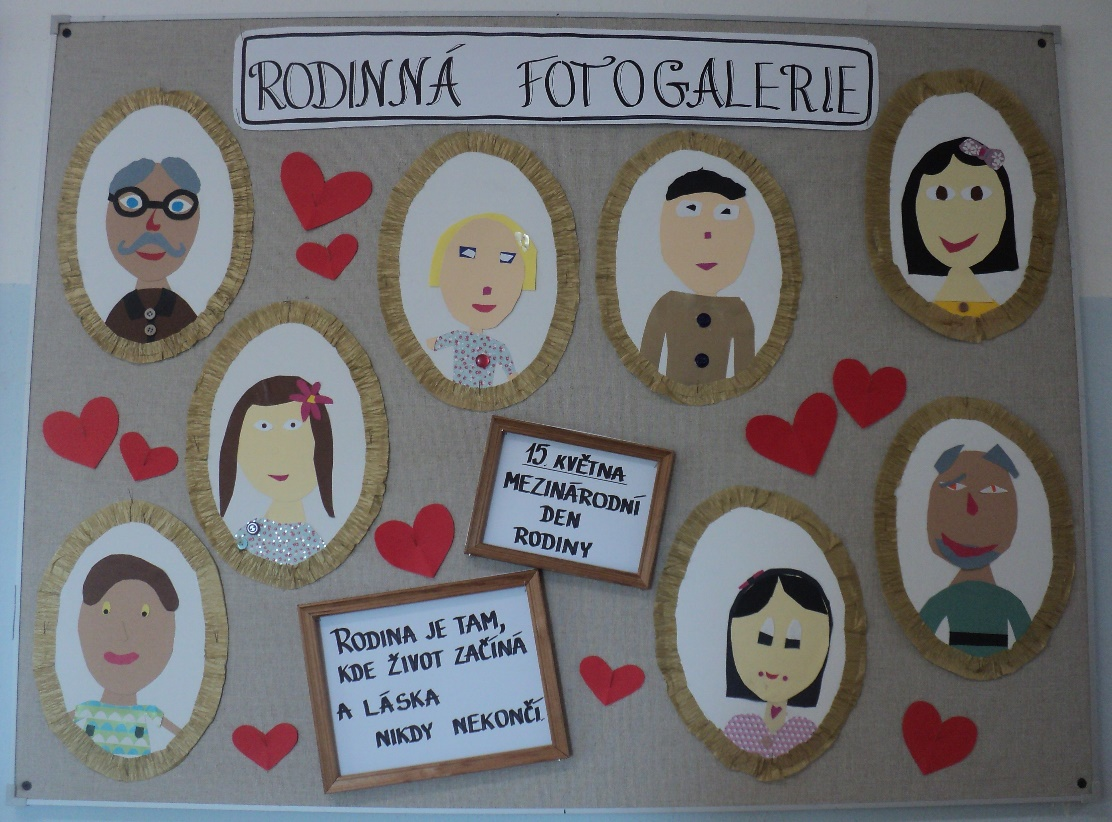 RODINNÁ FOTOGALERIE
15. KVĚTNA
MEZINÁRODNÍ
DEN
RODINY
RODINA JE TAM,
KDE ŽIVOT ZAČÍNÁ
A LÁSKA
NIKDY NEKONČÍ.